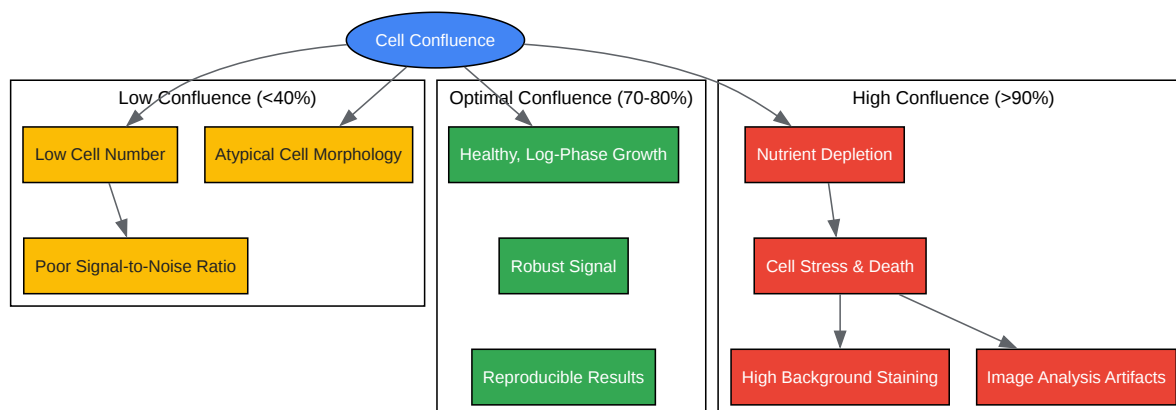 Cell Confluence
Low Confluence (<40%)
Optimal Confluence (70-80%)
High Confluence (>90%)
Low Cell Number
Atypical Cell Morphology
Healthy, Log-Phase Growth
Nutrient Depletion
Poor Signal-to-Noise Ratio
Robust Signal
Cell Stress & Death
Reproducible Results
High Background Staining
Image Analysis Artifacts